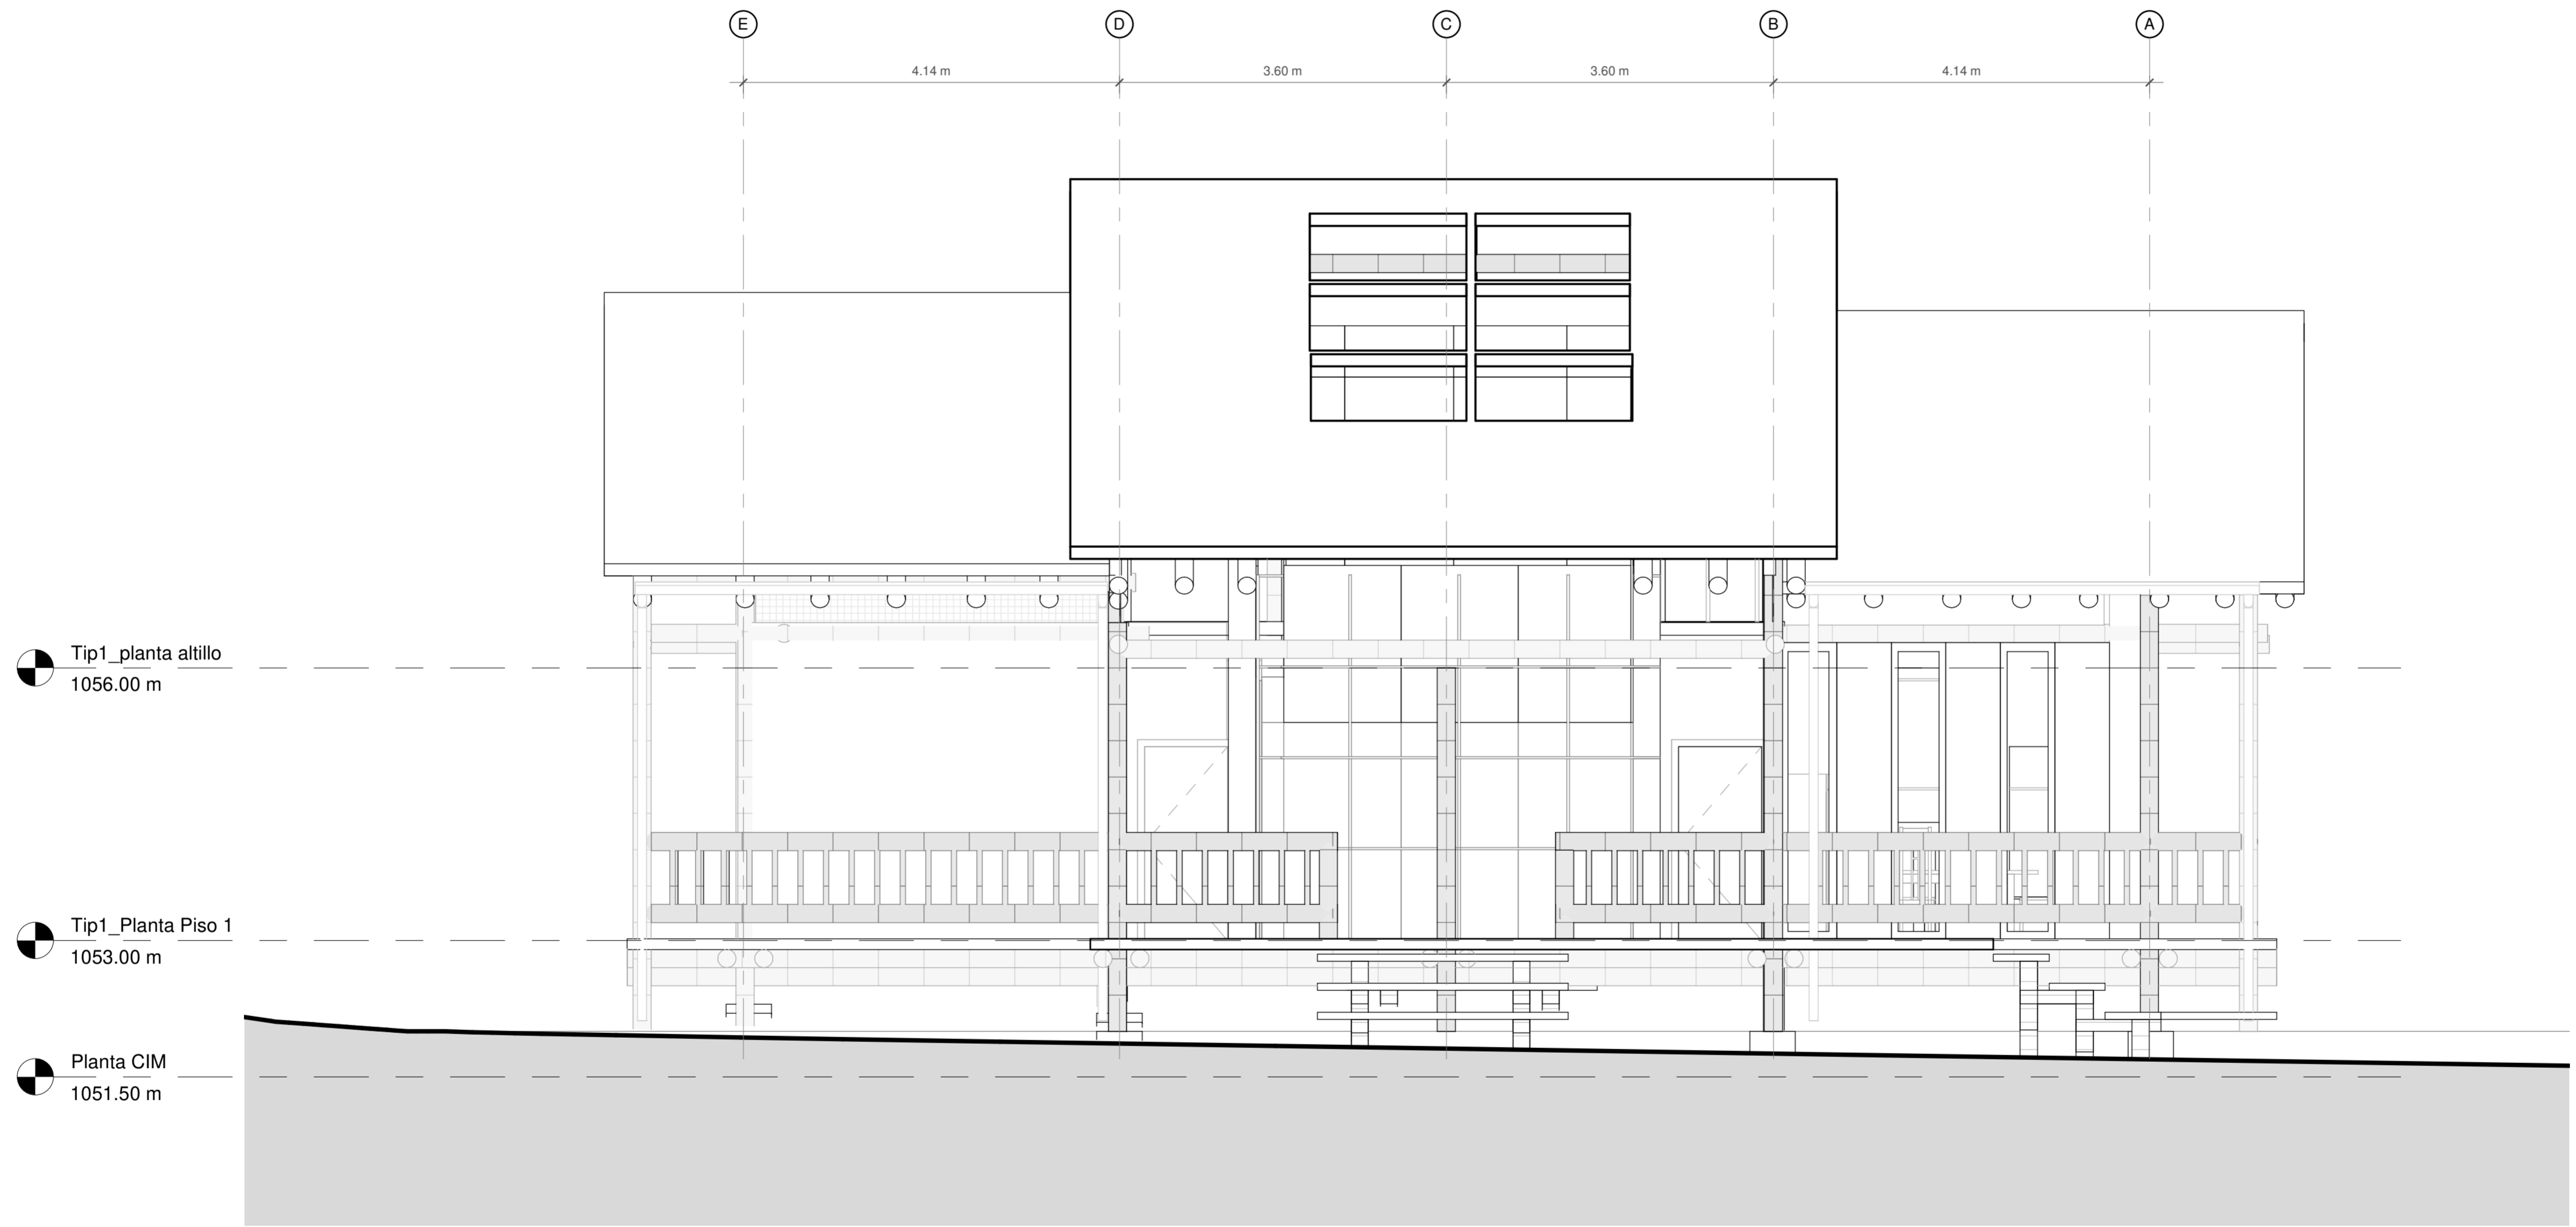 E D C B A
4.14 m 3.60 m 3.60 m 4.14 m
Tip1_planta altillo
1056.00 m
Tip1_Planta Piso 1
1053.00 m
Planta CIM
1051.50 m